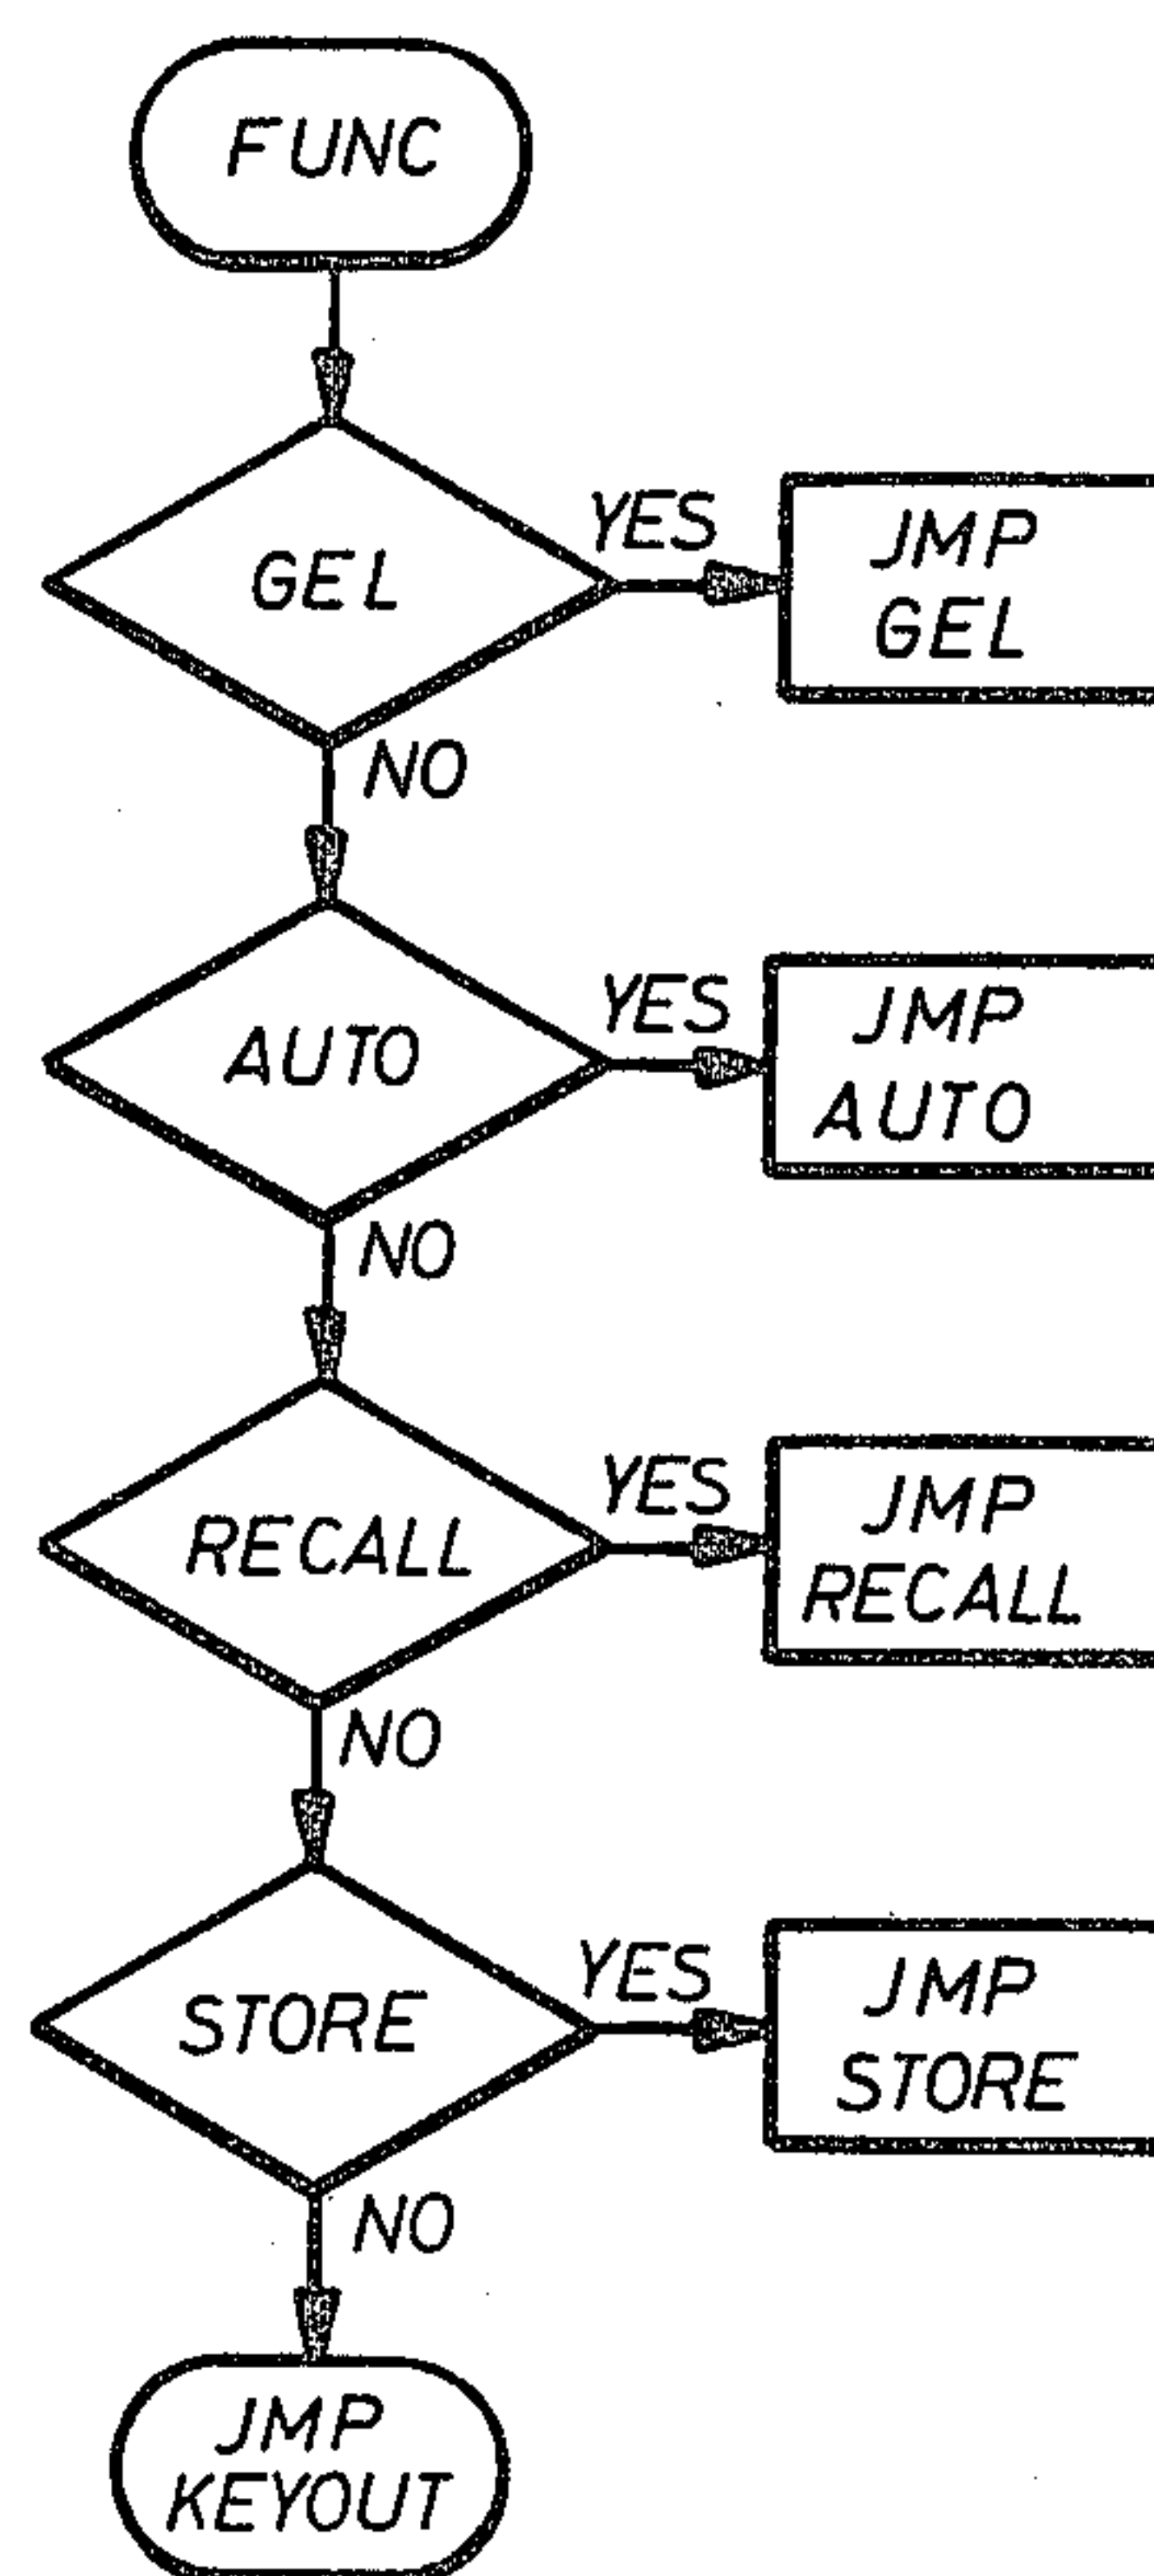 FUNC
GEL
YES
JMP
GEL
NO
AUTO
YES
JMP
AUTO
NO
RECALL
YES
JMP
RECALL
NO
STORE
YES
JMP
STORE
NO
JMP
KEYOUT